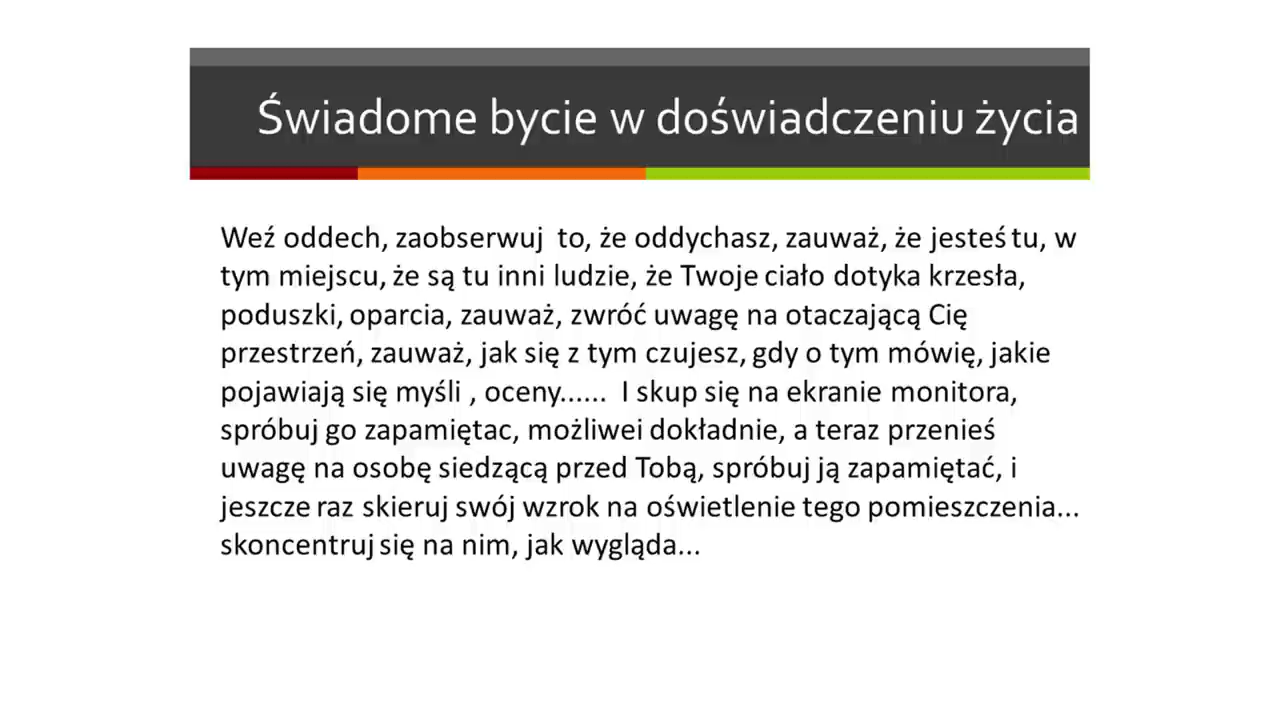 Świadome bycie w doświadczeniu życia
Weź oddech, zaobserwuj  to, że oddychasz, zauważ, że jesteś tu, w
tym miejscu, że są tu inni ludzie, że Twoje ciało dotyka krzesła,
poduszki, oparcia, zauważ, zwróć uwagę na otaczającą Cię
przestrzeń, zauważ, jak się z tym czujesz, gdy o tym mówię, jakie
pojawiają się myśli , oceny......  I skup się na ekranie monitora,
spróbuj go zapamiętac, możliwei dokładnie, a teraz przenieś
uwagę na osobę siedzącą przed Tobą, spróbuj ją zapamiętać, i
jeszcze raz skieruj swój wzrok na oświetlenie tego pomieszczenia...
skoncentruj się na nim, jak wygląda...